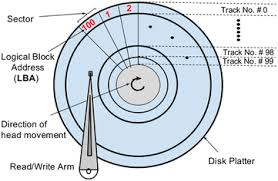 Sector
100
1
2
Track No. # 0
Logical Block
Address
(LBA)
Track No. # 98
Track No. # 99
Direction of
head movement
Read/Write Arm
Disk Platter